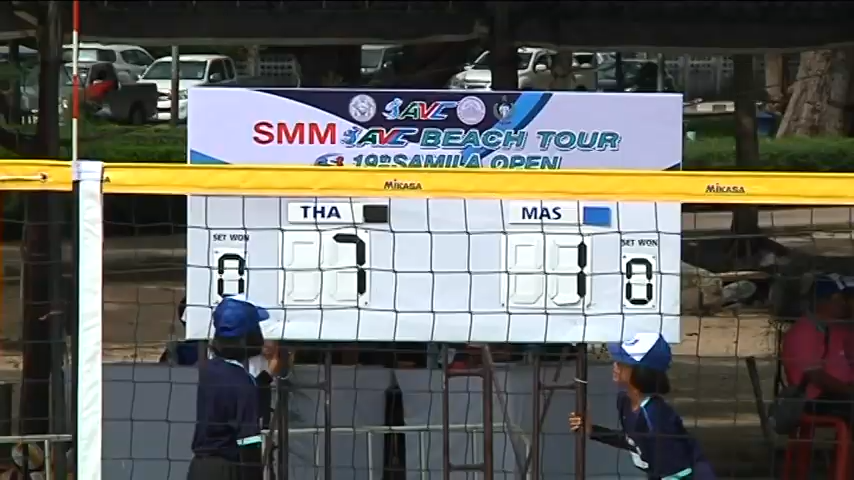 AVC
SMM AVC BEACH TOUR
19th SAMILA OPEN
MIKASA MIKASA
THA MAS
SET WON SET WON
0 7 1 0